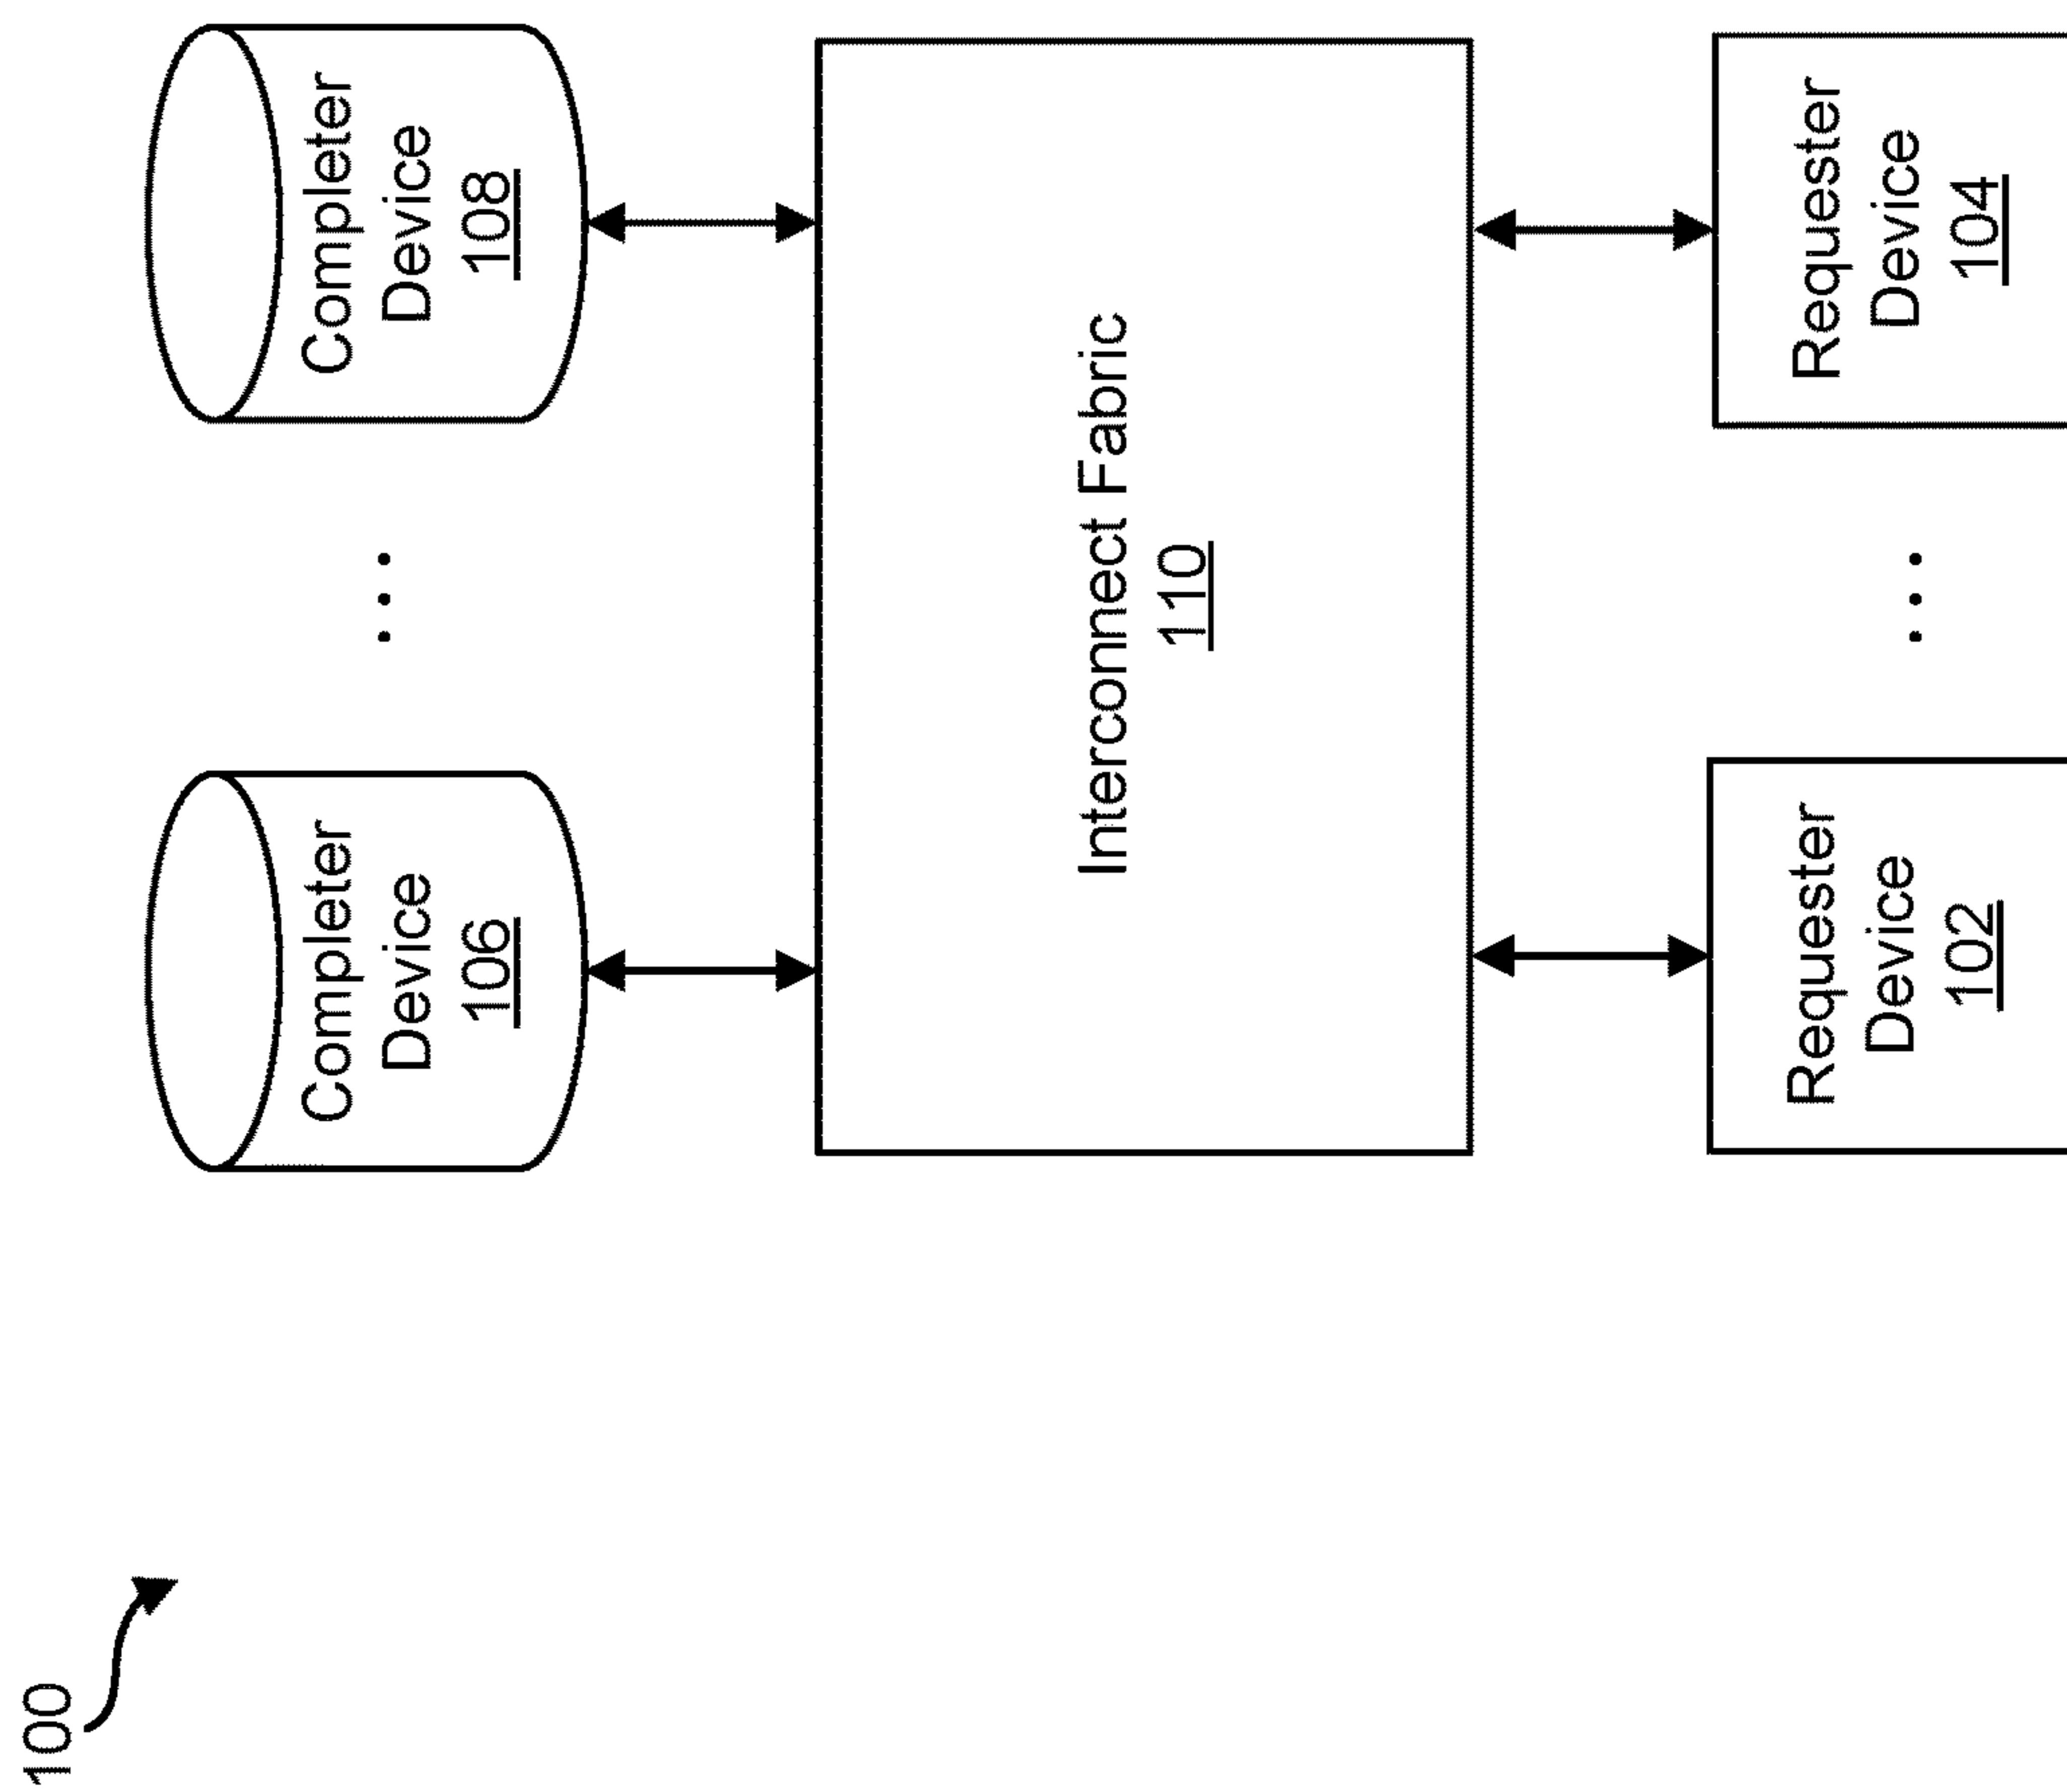 100
Completer
Device
106
...
Completer
Device
108
Interconnect Fabric
110
Requester
Device
102
...
Requester
Device
104